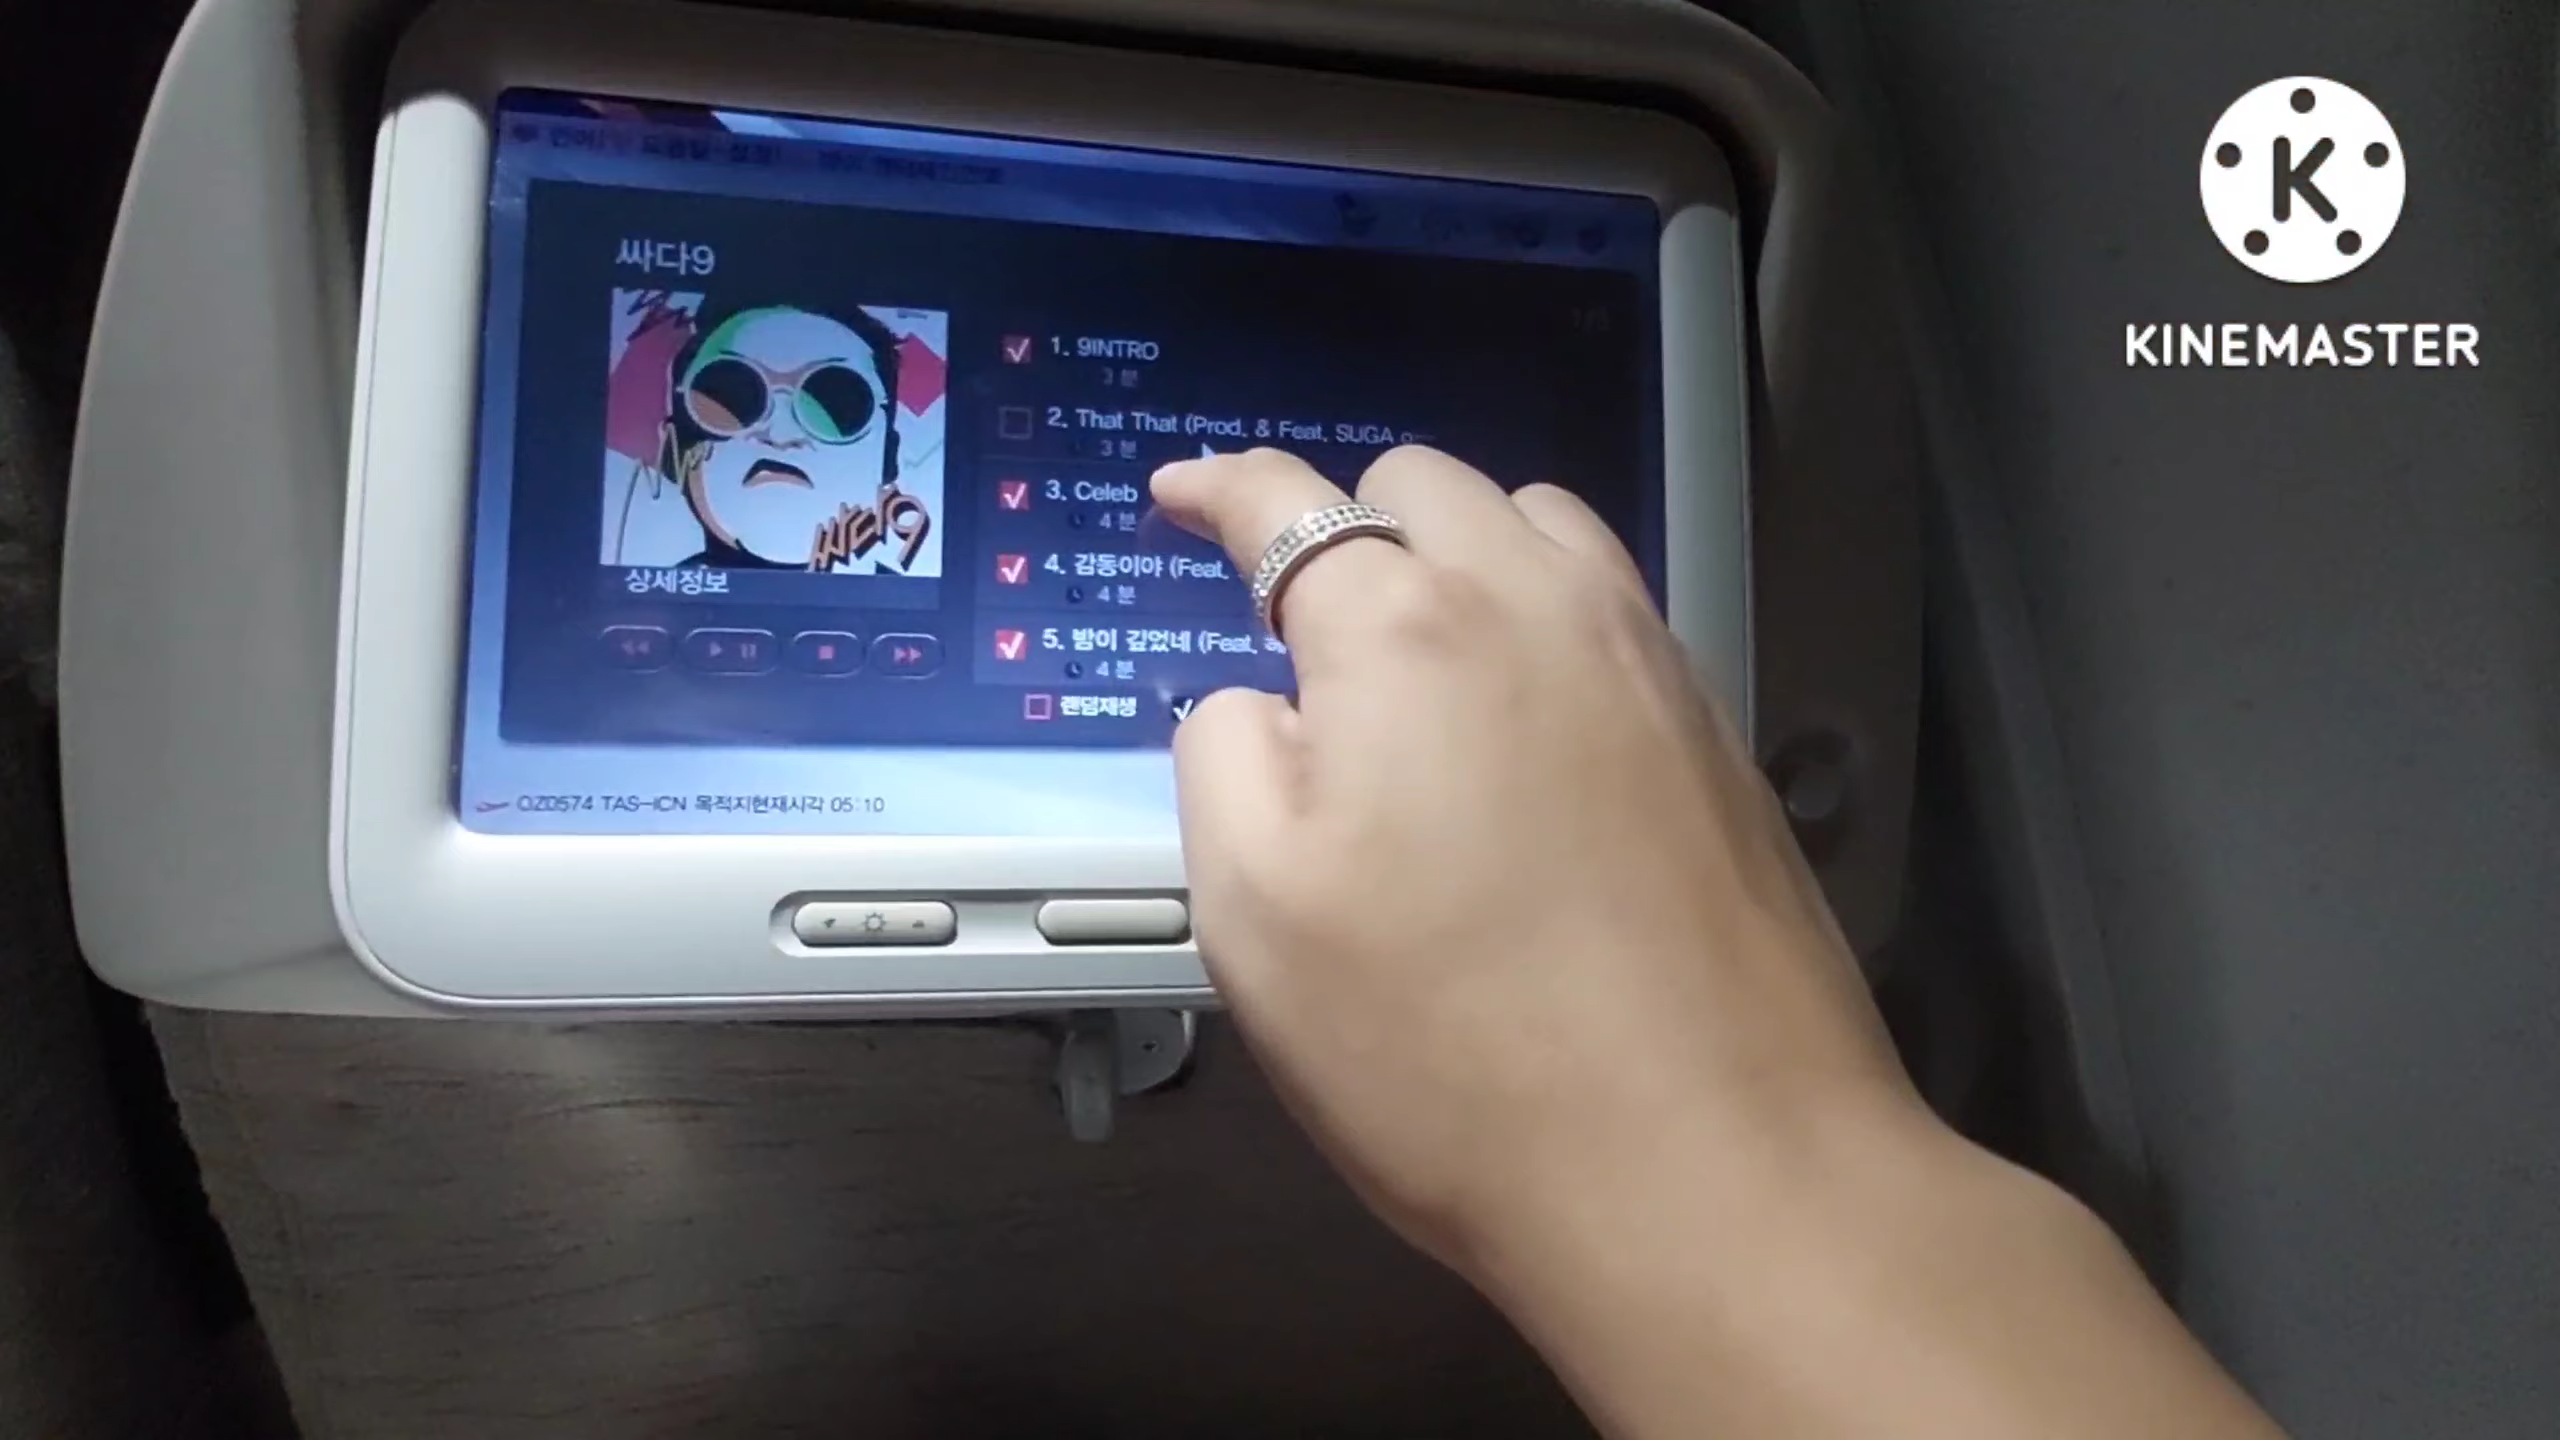 싸다9
싸다9
상세정보
1. 9INTRO
3 분
2. That That (Prod. & Feat. SUGA
3 분
3. Celeb
4 분
4. 감동이야 (Feat.
4 분
5. 밤이 깊었네 (Feat.
4 분
랜덤재생
OZ0574 TAS-ICN 목적지현재시각 05:10
K
KINEMASTER